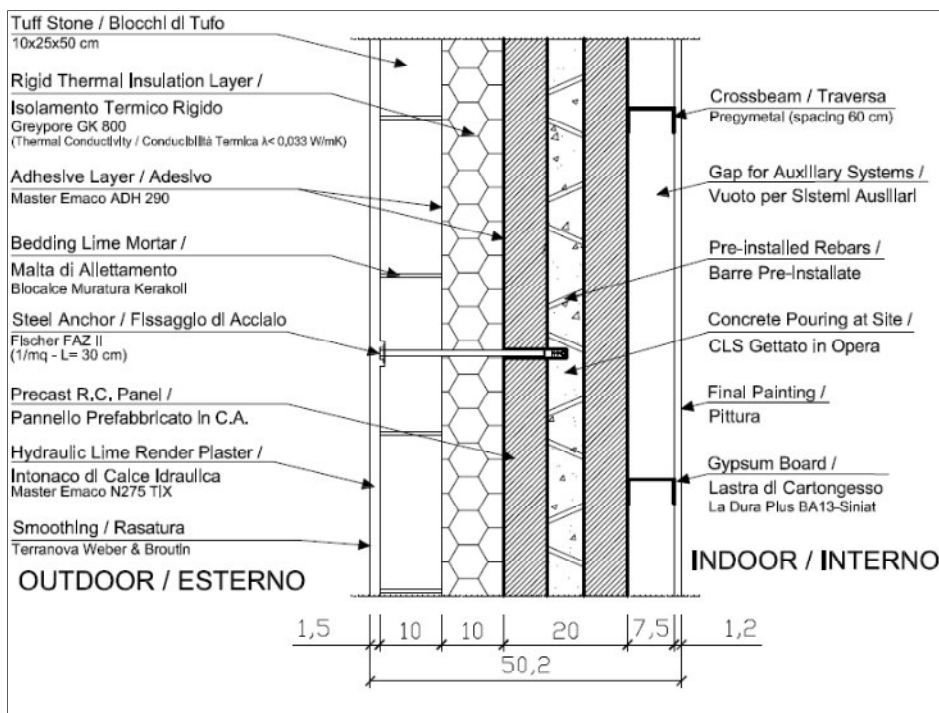 Tuff Stone / Blocchi di Tufo
10x25x50 cm
Rigid Thermal Insulation Layer /
Isolamento Termico Rigido
Greypore GK 800
(Thermal Conductivity / Conducibilità Termica λ< 0,033 W/mK)
Adhesive Layer / Adesivo
Master Emaco ADH 290
Bedding Lime Mortar /
Malta di Allettamento
Blocalce Muratura Kerakoll
Steel Anchor / Fissaggio di Acciaio
Fischer FAZ II
(1/mq - L= 30 cm)
Precast R.C. Panel /
Pannello Prefabbricato in C.A.
Hydraulic Lime Render Plaster /
Intonaco di Calce Idraulica
Master Emaco N275 TIX
Smoothing / Rasatura
Terranova Weber & Broutin
OUTDOOR / ESTERNO
Crossbeam / Traversa
Pregymetal (spacing 60 cm)
Gap for Auxiliary Systems /
Vuoto per Sistemi Ausiliari
Pre-installed Rebars /
Barre Pre-Installate
Concrete Pouring at Site /
CLS Gettato in Opera
Final Painting /
Pittura
Gypsum Board /
Lastra di Cartongesso
La Dura Plus BA13-Siniat
INDOOR / INTERNO
1,5 10 10 20 7,5 1,2
50,2